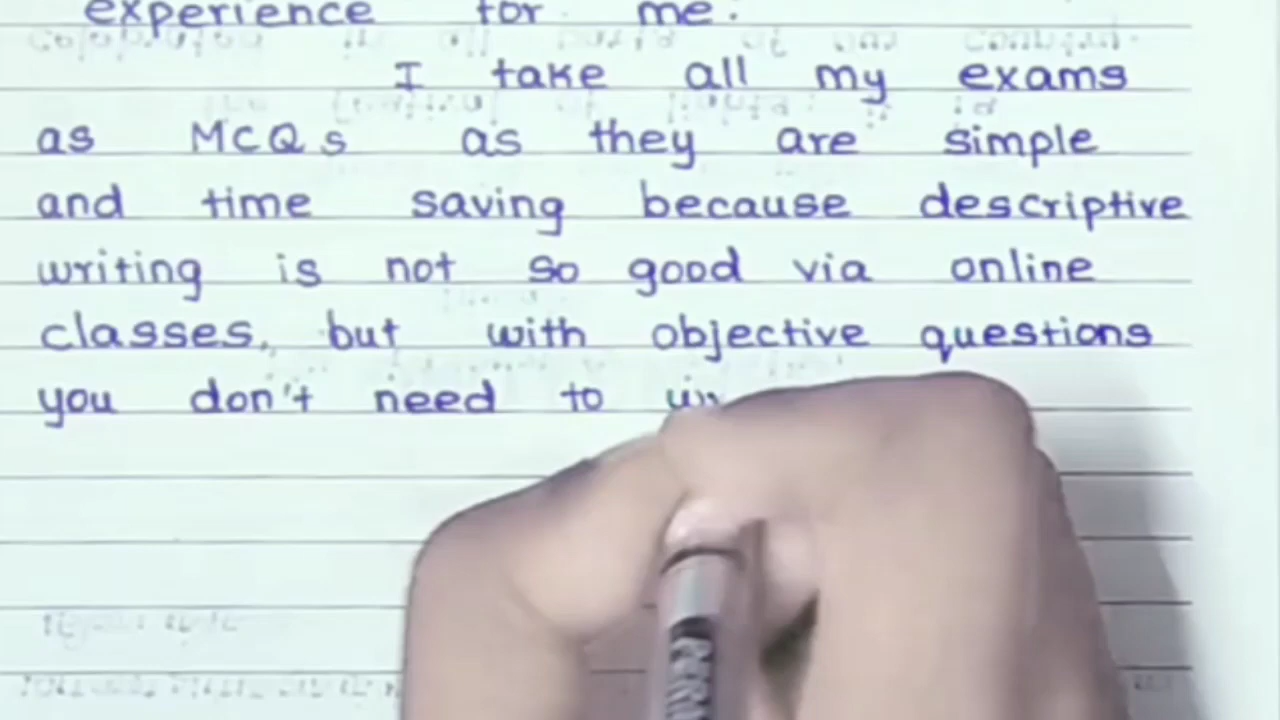 experience for me.
I take all my exams
as MCQs as they are simple
and time saving because descriptive
writing is not so good via online
classes, but with objective questions
you don't need to